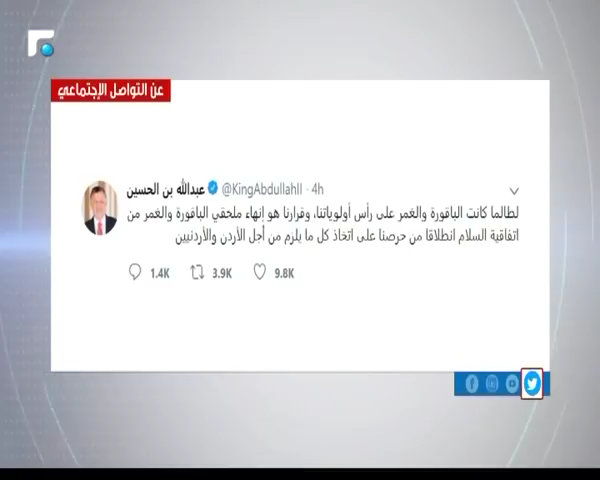 عن التواصل الإجتماعي
عبدالله بن الحسين @KingAbdullahII · 4h
لطالما كانت الباقورة والغمر على رأس أولوياتنا، وقرارنا هو إنهاء ملحقي الباقورة والغمر من
اتفاقية السلام انطلاقا من حرصنا على اتخاذ كل ما يلزم من أجل الأردن والأردنيين
1.4K 3.9K 9.8K